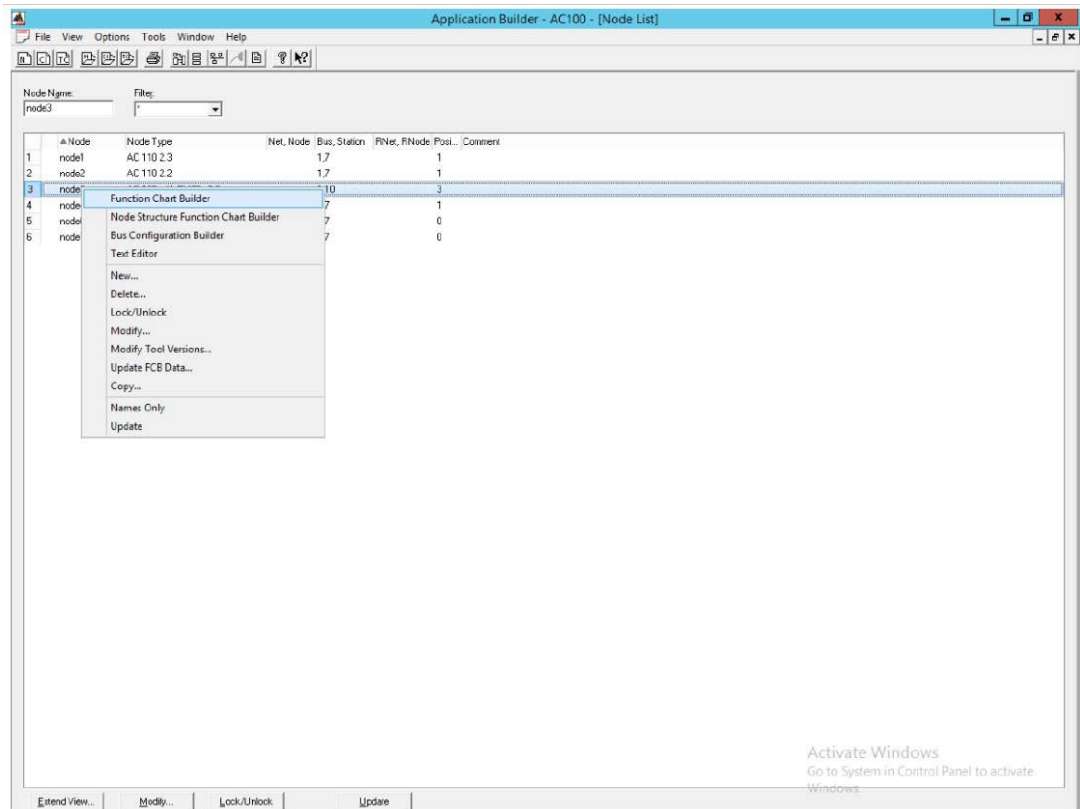 Application Builder - AC100 - [Node List]
File View Options Tools Window Help
Node Name: Filter:
node3 *
Node Node Type Net, Node Bus, Station RNet, RNode Posi... Comment
1 node1 AC 110 2.3 1,7 1
2 node2 AC 110 2.2 1,7 1
3 node 10 3
4 node 7 1
5 node 7 0
6 node 7 0
Function Chart Builder
Node Structure Function Chart Builder
Bus Configuration Builder
Text Editor
New...
Delete...
Lock/Unlock
Modify...
Modify Tool Versions...
Update FCB Data...
Copy...
Names Only
Update
Activate Windows
Go to System in Control Panel to activate
Windows.
Extend View... Modify... Lock/Unlock Update